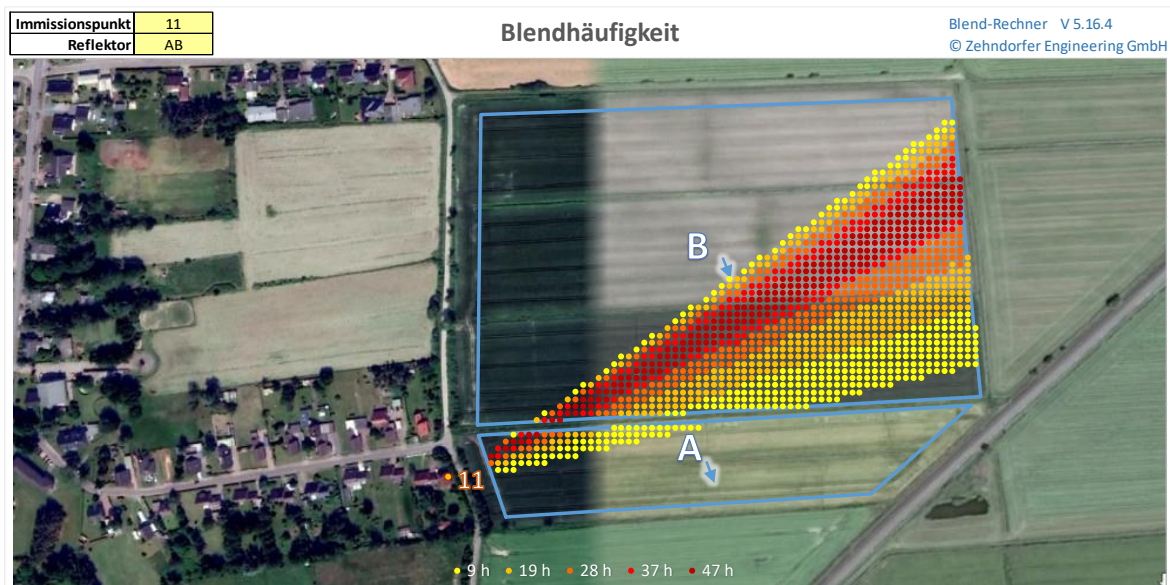 Immissionspunkt 11
Reflektor AB
Blendhäufigkeit
Blend-Rechner V 5.16.4
© Zehndorfer Engineering GmbH
B
A
11
9 h 19 h 28 h 37 h 47 h